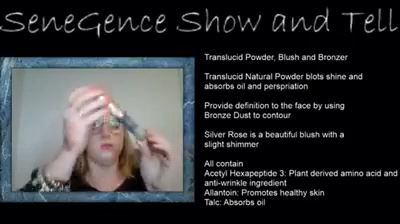 SeneGence Show and Tell
Translucid Powder, Blush and Bronzer
Translucid Natural Powder blots shine and
absorbs oil and perspriation
Provide definition to the face by using
Bronze Dust to contour
Silver Rose is a beautiful blush with a
slight shimmer
All contain
Acetyl Hexapeptide 3: Plant derived amino acid and
anti-wrinkle ingredient
Allantoin: Promotes healthy skin
Talc: Absorbs oil